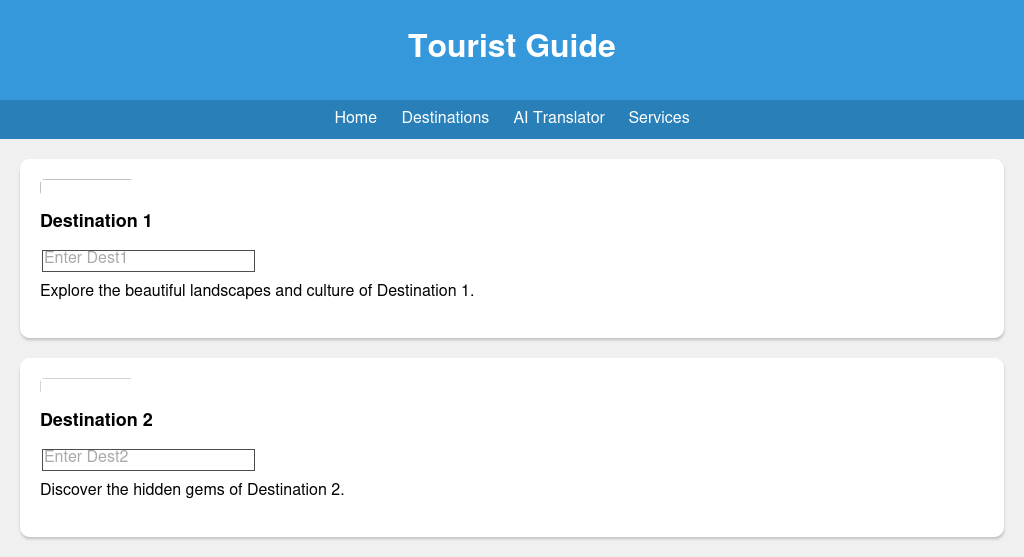 Tourist Guide
Home Destinations AI Translator Services
Destination 1
Enter Dest1
Explore the beautiful landscapes and culture of Destination 1.
Destination 2
Enter Dest2
Discover the hidden gems of Destination 2.